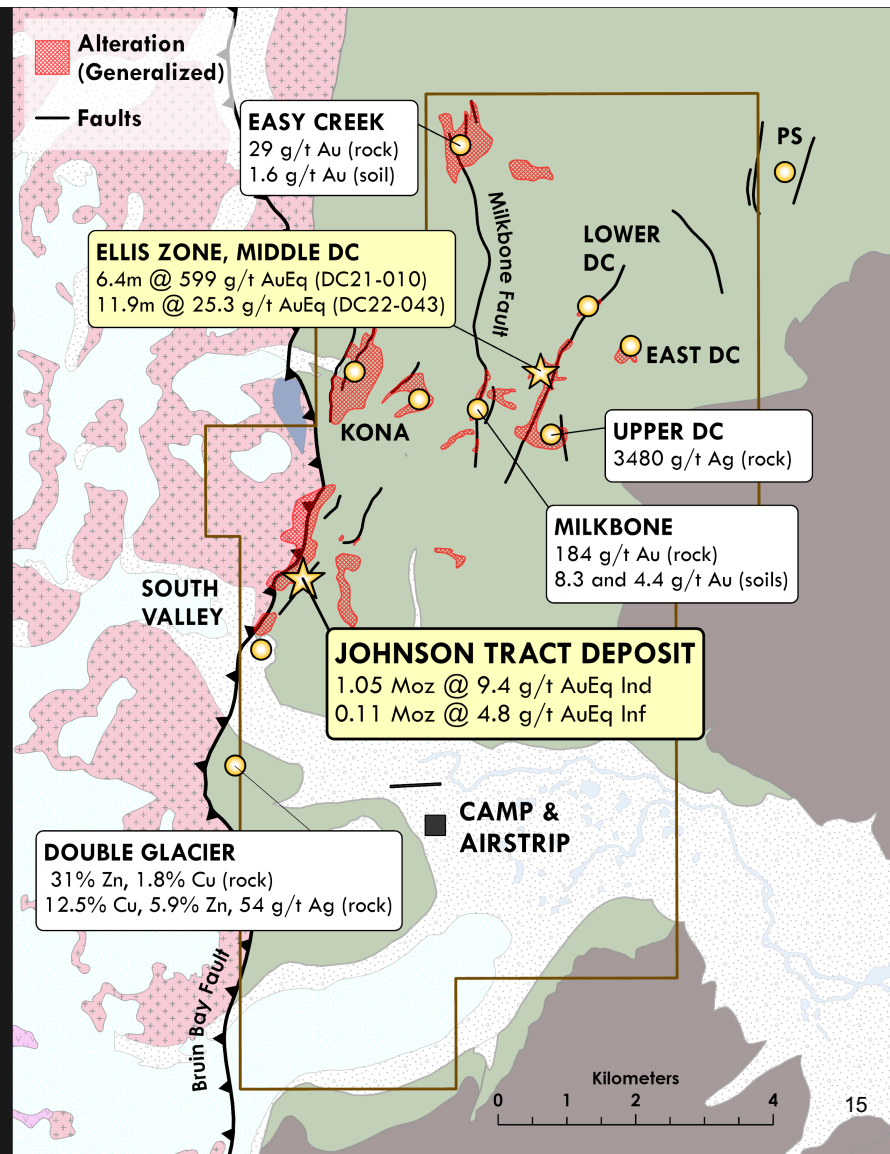 Alteration
(Generalized)
Faults
EASY CREEK
29 g/t Au (rock)
1.6 g/t Au (soil)
PS
Milkbone Fault
LOWER
DC
ELLIS ZONE, MIDDLE DC
6.4m @ 599 g/t AuEq (DC21-010)
11.9m @ 25.3 g/t AuEq (DC22-043)
EAST DC
KONA
UPPER DC
3480 g/t Ag (rock)
MILKBONE
184 g/t Au (rock)
8.3 and 4.4 g/t Au (soils)
SOUTH
VALLEY
JOHNSON TRACT DEPOSIT
1.05 Moz @ 9.4 g/t AuEq Ind
0.11 Moz @ 4.8 g/t AuEq Inf
CAMP &
AIRSTRIP
DOUBLE GLACIER
31% Zn, 1.8% Cu (rock)
12.5% Cu, 5.9% Zn, 54 g/t Ag (rock)
Bruin Bay Fault
Kilometers
0 1 2 4
15